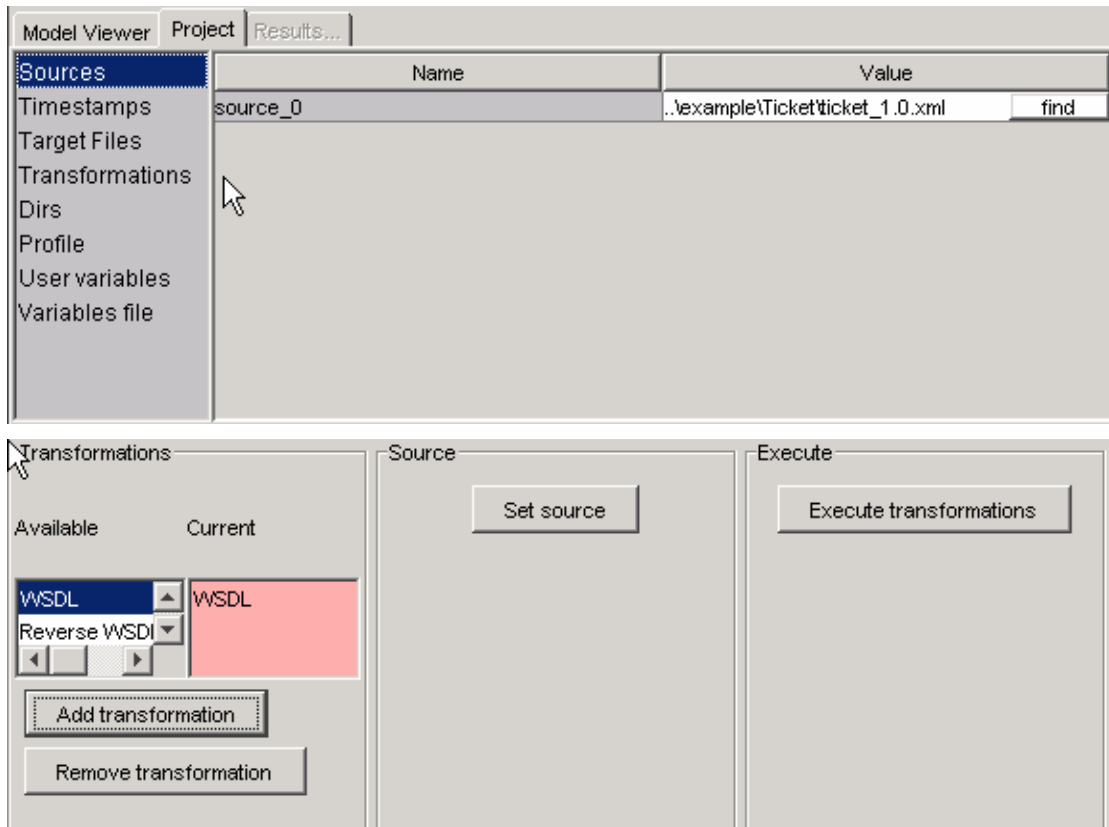 Model Viewer Project Results...
Sources Name Value
Timestamps source_0 ..\example\Ticket\ticket_1.0.xml find
Target Files
Transformations
Dirs
Profile
User variables
Variables file
Transformations Source Execute
Set source Execute transformations
Available Current
WSDL WSDL
Reverse WSDl
Add transformation
Remove transformation